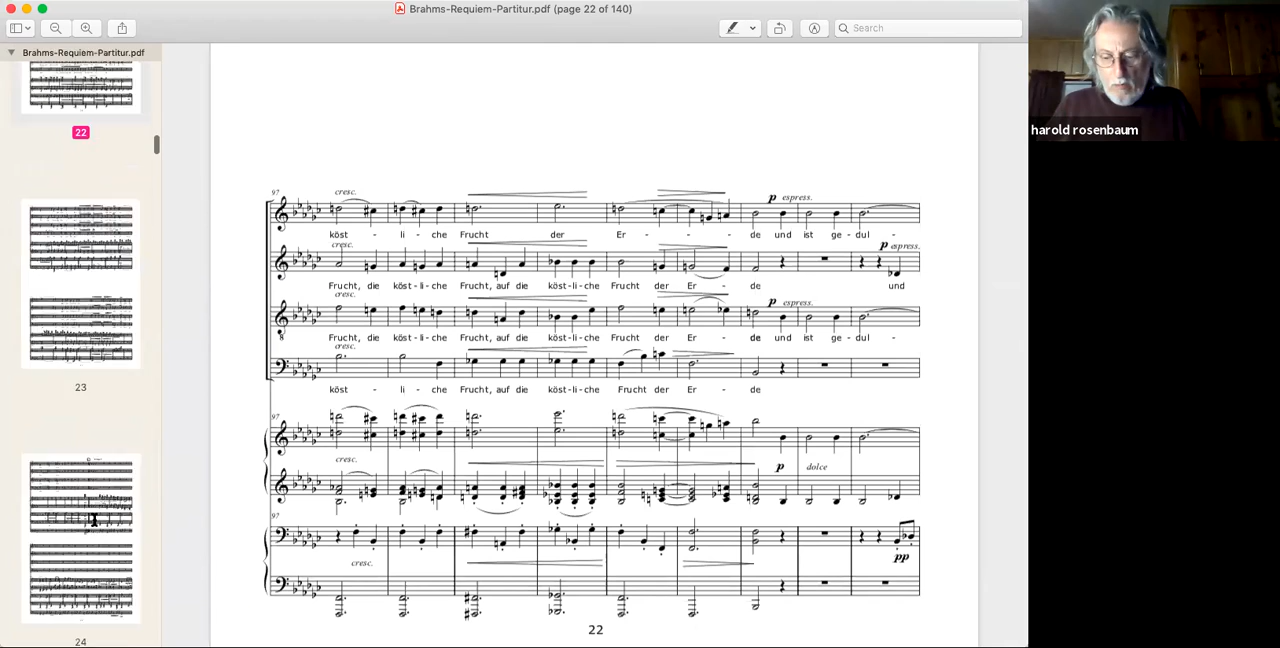 Brahms-Requiem-Partitur.pdf (page 22 of 140)
Search
Brahms-Requiem-Partitur.pdf
22
23
24
harold rosenbaum
97
cresc.
p espress.
köst - li - che Frucht der Er - - - de und ist ge - dul -
cresc.
p espress.
Frucht, die köst - li - che Frucht, auf die köst - li - che Frucht der Er - de und
cresc.
p espress.
Frucht, die köst - li - che Frucht, auf die köst - li - che Frucht der Er - de und ist ge - dul -
cresc.
köst - li - che Frucht, auf die köst - li - che Frucht der Er - de
97
cresc.
p dolce
97
cresc.
pp
22